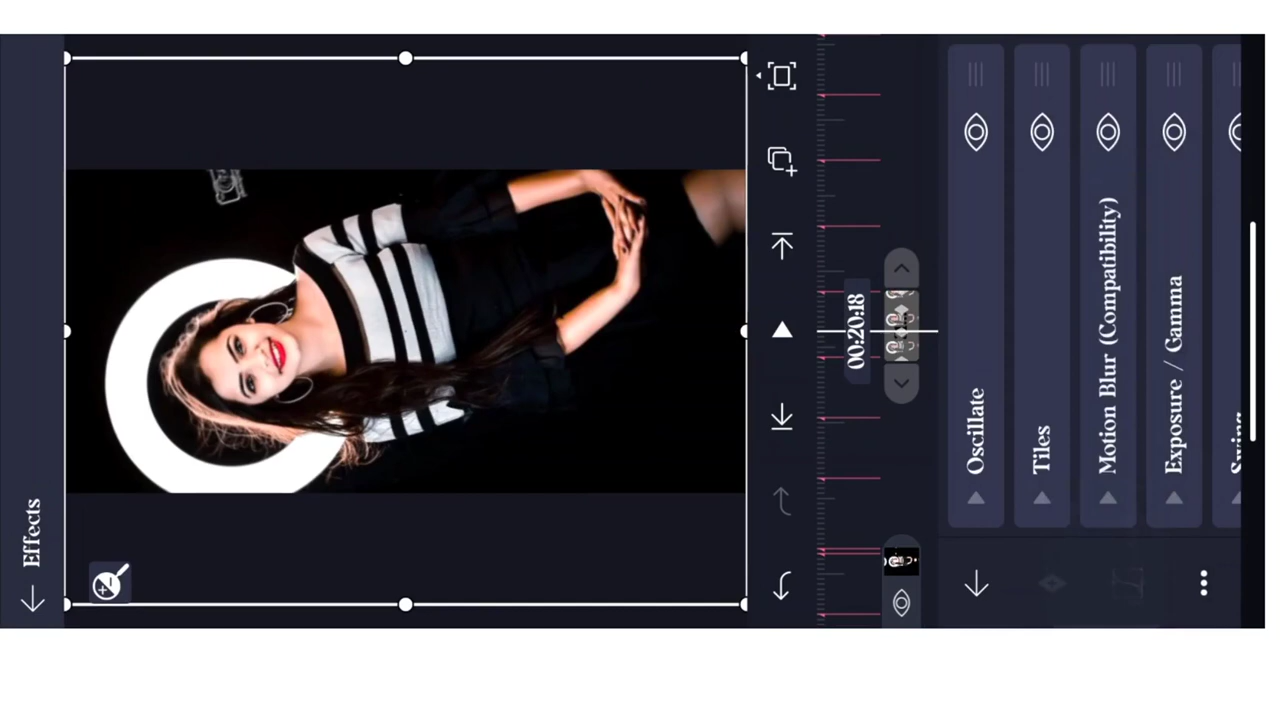 Effects
00:20:18
Oscillate
Tiles
Motion Blur (Compatibility)
Exposure / Gamma